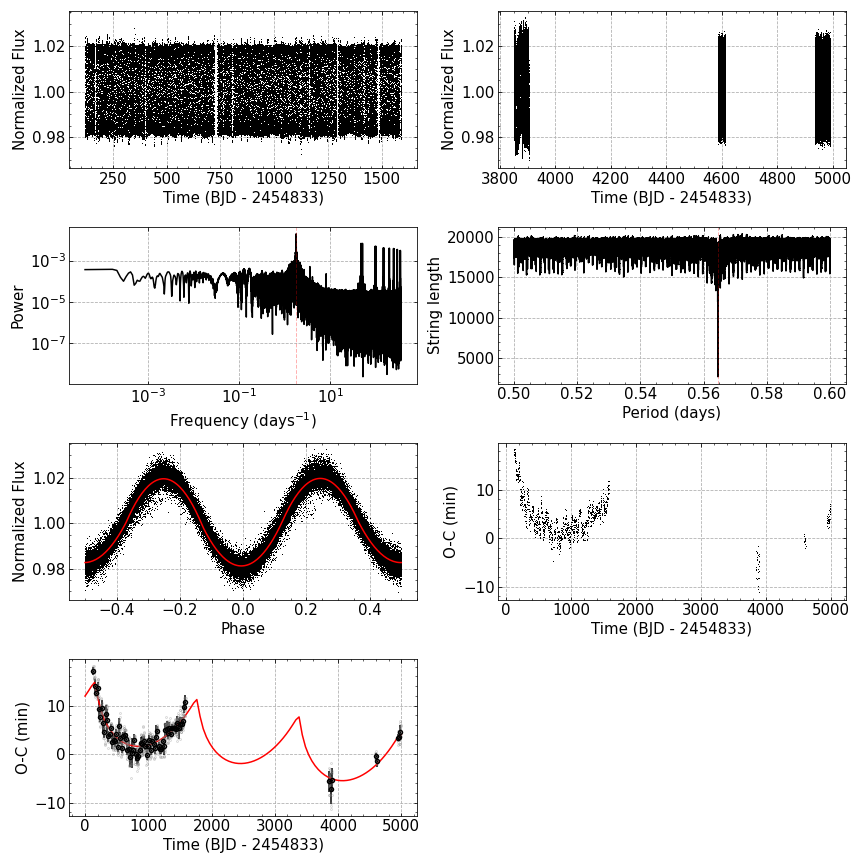 Normalized Flux
1.02
1.00
0.98
250 500 750 1000 1250 1500
Time (BJD - 2454833)
Normalized Flux
1.02
1.00
0.98
3800 4000 4200 4400 4600 4800 5000
Time (BJD - 2454833)
Power
10⁻³
10⁻⁵
10⁻⁷
10⁻³ 10⁻¹ 10¹
Frequency (days⁻¹)
String length
20000
15000
10000
5000
0.50 0.52 0.54 0.56 0.58 0.60
Period (days)
Normalized Flux
1.02
1.00
0.98
−0.4 −0.2 0.0 0.2 0.4
Phase
O-C (min)
10
0
−10
0 1000 2000 3000 4000 5000
Time (BJD - 2454833)
O-C (min)
10
0
−10
0 1000 2000 3000 4000 5000
Time (BJD - 2454833)